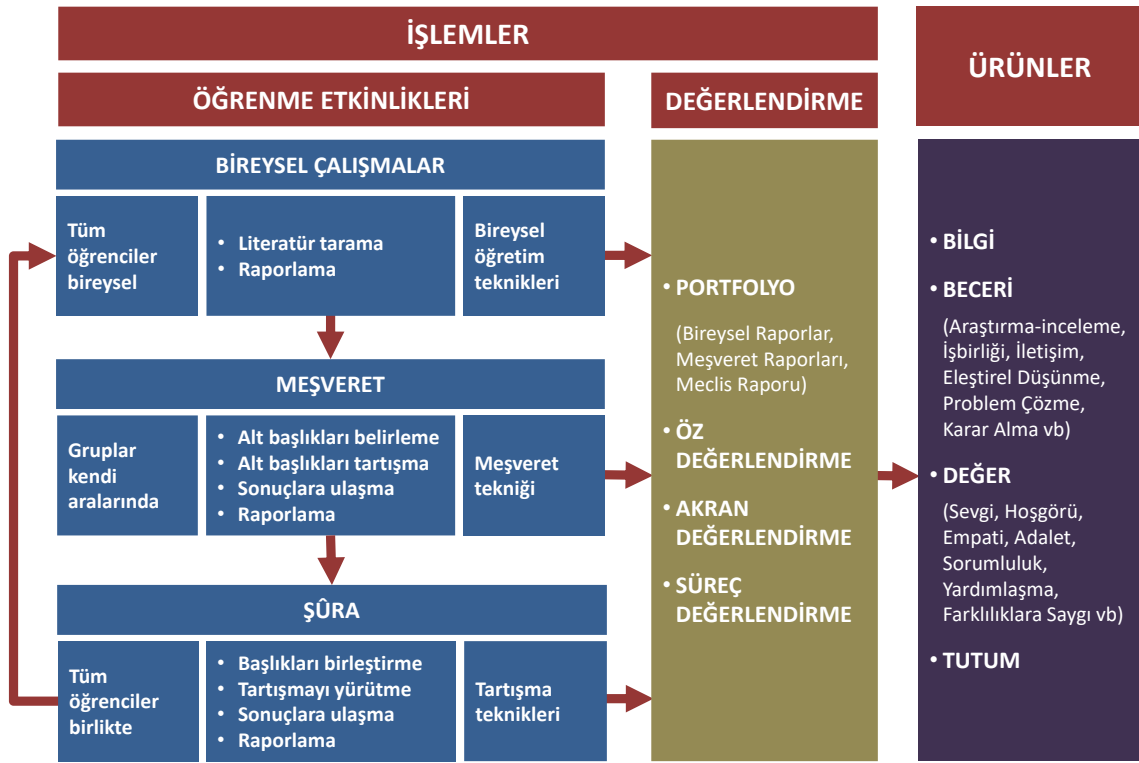 İŞLEMLER
ÖĞRENME ETKİNLİKLERİ
DEĞERLENDİRME
ÜRÜNLER
BİREYSEL ÇALIŞMALAR
Tüm
öğrenciler
bireysel
• Literatür tarama
• Raporlama
Bireysel
öğretim
teknikleri
MEŞVERET
Gruplar
kendi
aralarında
• Alt başlıkları belirleme
• Alt başlıkları tartışma
• Sonuçlara ulaşma
• Raporlama
Meşveret
tekniği
ŞÛRA
Tüm
öğrenciler
birlikte
• Başlıkları birleştirme
• Tartışmayı yürütme
• Sonuçlara ulaşma
• Raporlama
Tartışma
teknikleri
• PORTFOLYO
(Bireysel Raporlar,
Meşveret Raporları,
Meclis Raporu)
• ÖZ
DEĞERLENDİRME
• AKRAN
DEĞERLENDİRME
• SÜREÇ
DEĞERLENDİRME
• BİLGİ
• BECERİ
(Araştırma-inceleme,
İşbirliği, İletişim,
Eleştirel Düşünme,
Problem Çözme,
Karar Alma vb)
• DEĞER
(Sevgi, Hoşgörü,
Empati, Adalet,
Sorumluluk,
Yardımlaşma,
Farklılıklara Saygı vb)
• TUTUM